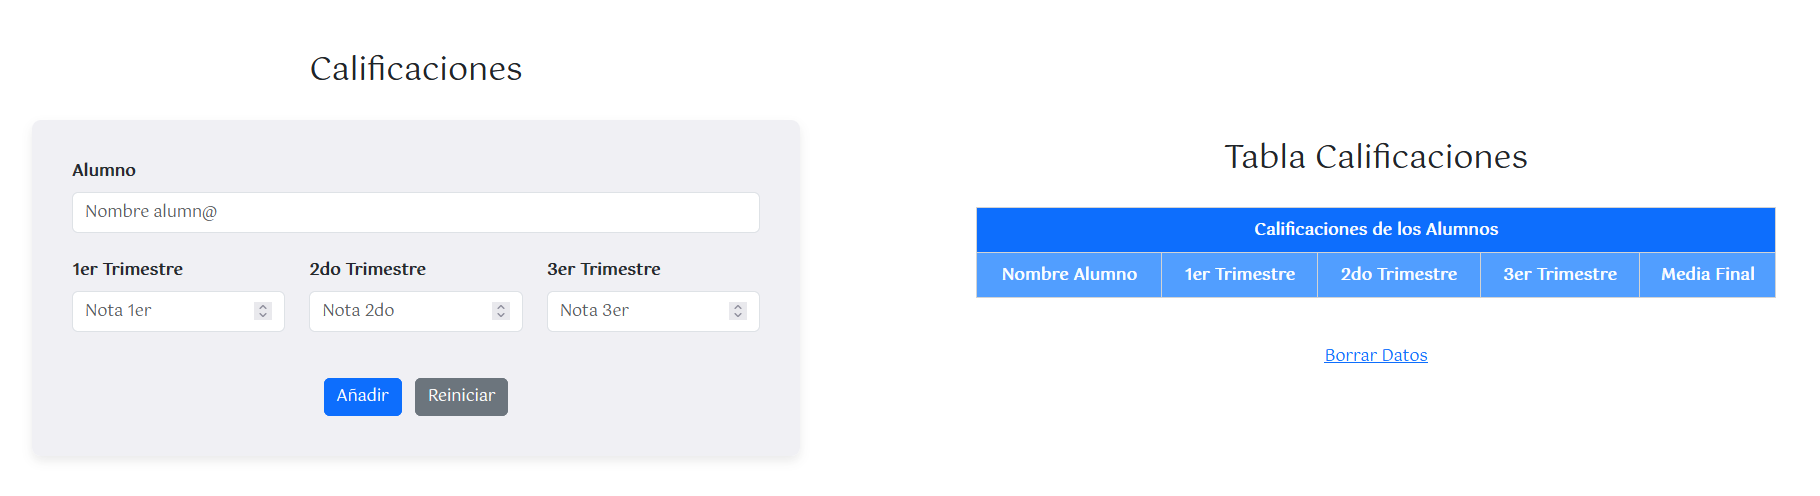 Calificaciones
Alumno
Nombre alumn@
1er Trimestre 2do Trimestre 3er Trimestre
Nota 1er Nota 2do Nota 3er
Añadir Reiniciar
Tabla Calificaciones
Calificaciones de los Alumnos
Nombre Alumno 1er Trimestre 2do Trimestre 3er Trimestre Media Final
Borrar Datos